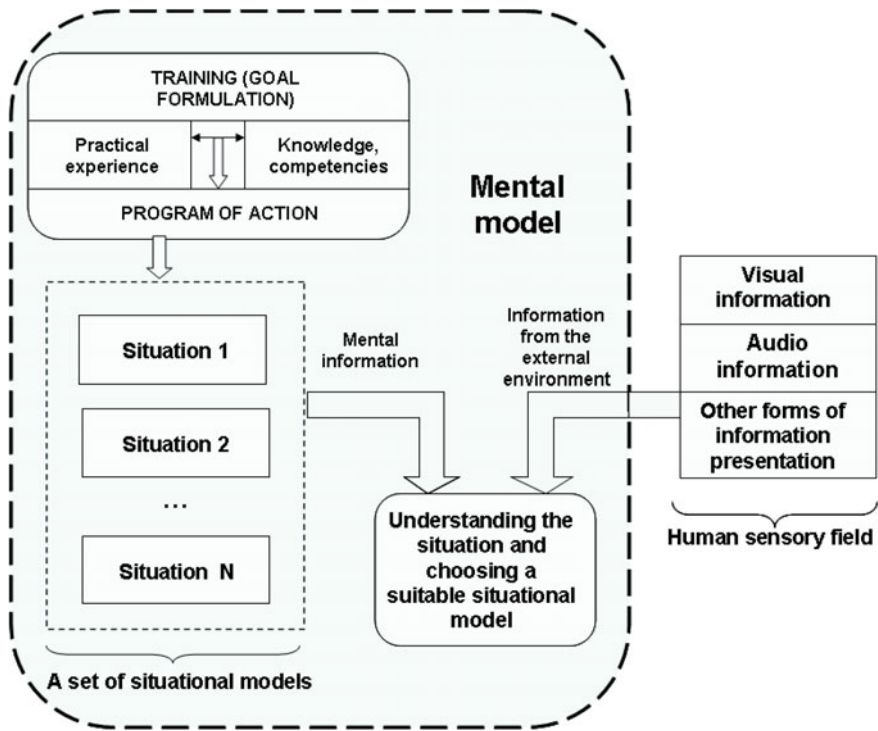 TRAINING (GOAL
FORMULATION)
Practical
experience
Knowledge,
competencies
PROGRAM OF ACTION
Mental
model
Situation 1
Situation 2
...
Situation N
A set of situational models
Mental
information
Information
from the
external
environment
Understanding the
situation and
choosing a
suitable situational
model
Visual
information
Audio
information
Other forms of
information
presentation
Human sensory field